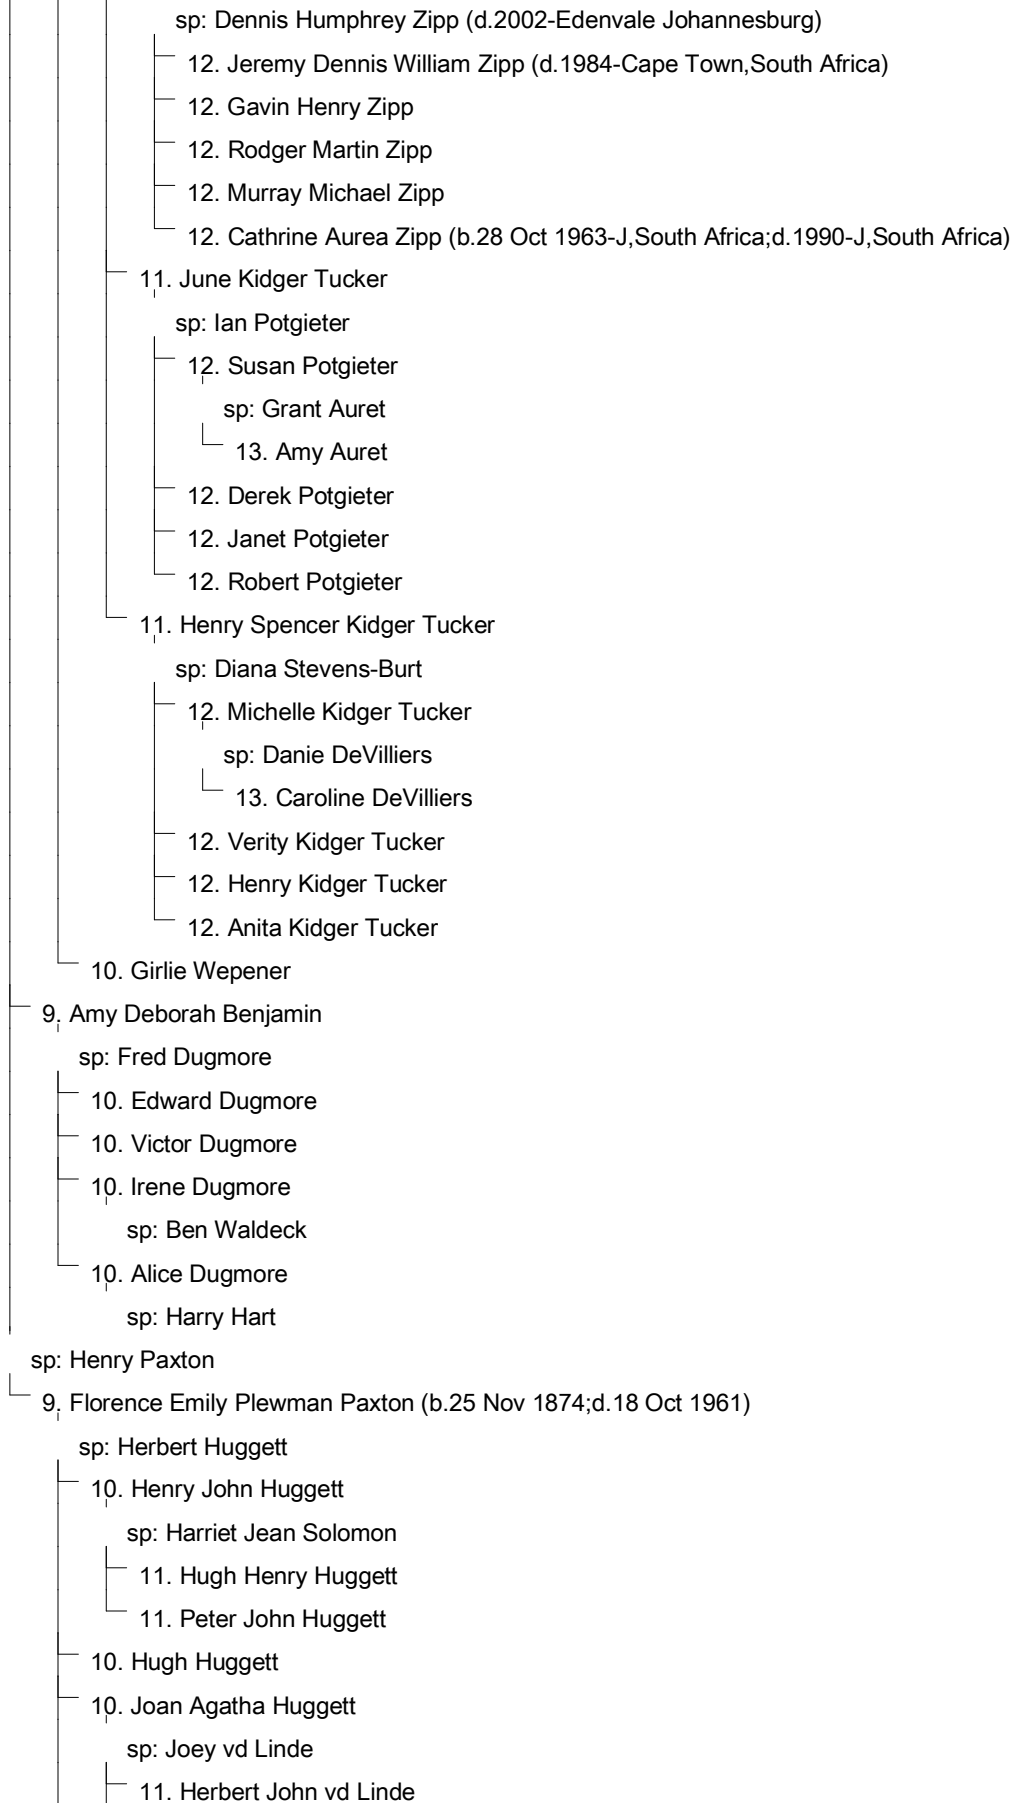 sp: Dennis Humphrey Zipp (d.2002-Edenvale Johannesburg)
12. Jeremy Dennis William Zipp (d.1984-Cape Town,South Africa)
12. Gavin Henry Zipp
12. Rodger Martin Zipp
12. Murray Michael Zipp
12. Cathrine Aurea Zipp (b.28 Oct 1963-J,South Africa;d.1990-J,South Africa)
11. June Kidger Tucker
sp: Ian Potgieter
12. Susan Potgieter
sp: Grant Auret
13. Amy Auret
12. Derek Potgieter
12. Janet Potgieter
12. Robert Potgieter
11. Henry Spencer Kidger Tucker
sp: Diana Stevens-Burt
12. Michelle Kidger Tucker
sp: Danie DeVilliers
13. Caroline DeVilliers
12. Verity Kidger Tucker
12. Henry Kidger Tucker
12. Anita Kidger Tucker
10. Girlie Wepener
9. Amy Deborah Benjamin
sp: Fred Dugmore
10. Edward Dugmore
10. Victor Dugmore
10. Irene Dugmore
sp: Ben Waldeck
10. Alice Dugmore
sp: Harry Hart
sp: Henry Paxton
9. Florence Emily Plewman Paxton (b.25 Nov 1874;d.18 Oct 1961)
sp: Herbert Huggett
10. Henry John Huggett
sp: Harriet Jean Solomon
11. Hugh Henry Huggett
11. Peter John Huggett
10. Hugh Huggett
10. Joan Agatha Huggett
sp: Joey vd Linde
11. Herbert John vd Linde